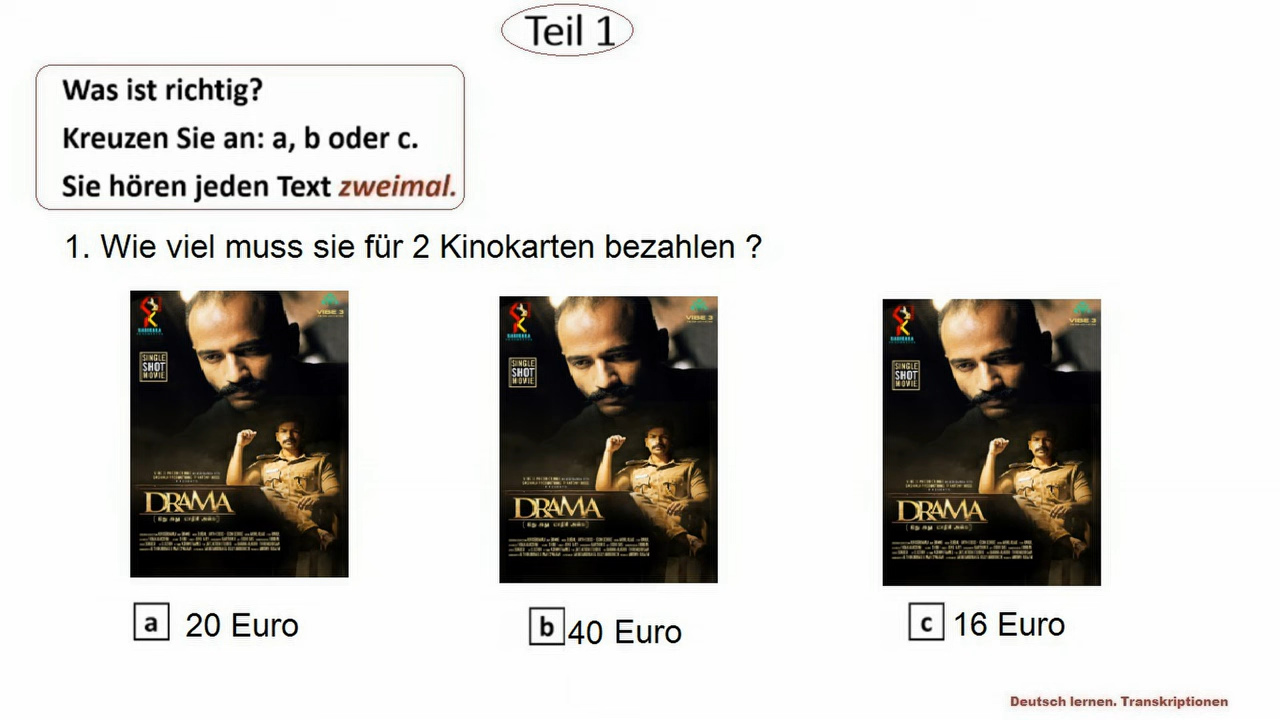 Teil 1
Was ist richtig?
Kreuzen Sie an: a, b oder c.
Sie hören jeden Text zweimal.
1. Wie viel muss sie für 2 Kinokarten bezahlen ?
VIBE 3
SINGLE
SHOT
MOVIE
DRAMA
VIBE 3
SINGLE
SHOT
MOVIE
DRAMA
VIBE 3
SINGLE
SHOT
MOVIE
DRAMA
a 20 Euro
b 40 Euro
c 16 Euro
Deutsch lernen. Transkriptionen